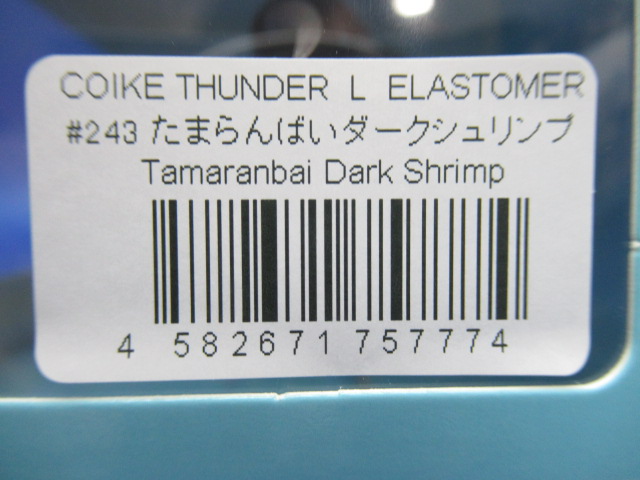 COIKE THUNDER L ELASTOMER
#243 たまらんばいダークシュリンプ
Tamaranbai Dark Shrimp
4 582671 757774